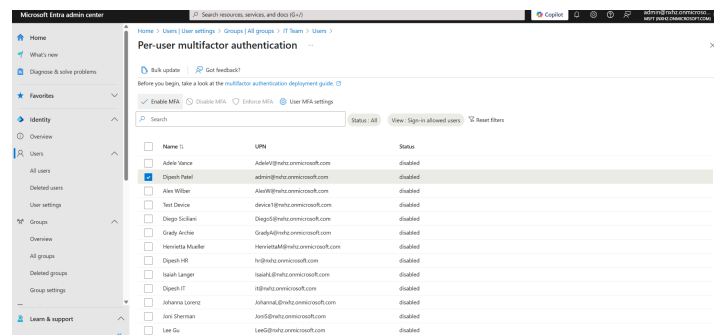 Microsoft Entra admin center
Search resources, services, and docs (G+/)
Copilot
admin@nxhz.onmicroso...
MSFT (NXHZ.ONMICROSOFT.COM)
Home
What's new
Diagnose & solve problems
Favorites
Identity
Overview
Users
All users
Deleted users
User settings
Groups
Overview
All groups
Deleted groups
Group settings
Learn & support
Home > Users | User settings > Groups | All groups > IT Team > Users >
Per-user multifactor authentication ...
Bulk update | Got feedback?
Before you begin, take a look at the multifactor authentication deployment guide.
Enable MFA Disable MFA Enforce MFA User MFA settings
Search Status : All View : Sign-in allowed users Reset filters
Name UPN Status
Adele Vance AdeleV@nxhz.onmicrosoft.com disabled
Dipesh Patel admin@nxhz.onmicrosoft.com disabled
Alex Wilber AlexW@nxhz.onmicrosoft.com disabled
Test Device device1@nxhz.onmicrosoft.com disabled
Diego Siciliani DiegoS@nxhz.onmicrosoft.com disabled
Grady Archie GradyA@nxhz.onmicrosoft.com disabled
Henrietta Mueller HenriettaM@nxhz.onmicrosoft.com disabled
Dipesh HR hr@nxhz.onmicrosoft.com disabled
Isaiah Langer IsaiahL@nxhz.onmicrosoft.com disabled
Dipesh IT it@nxhz.onmicrosoft.com disabled
Johanna Lorenz JohannaL@nxhz.onmicrosoft.com disabled
Joni Sherman JoniS@nxhz.onmicrosoft.com disabled
Lee Gu LeeG@nxhz.onmicrosoft.com disabled